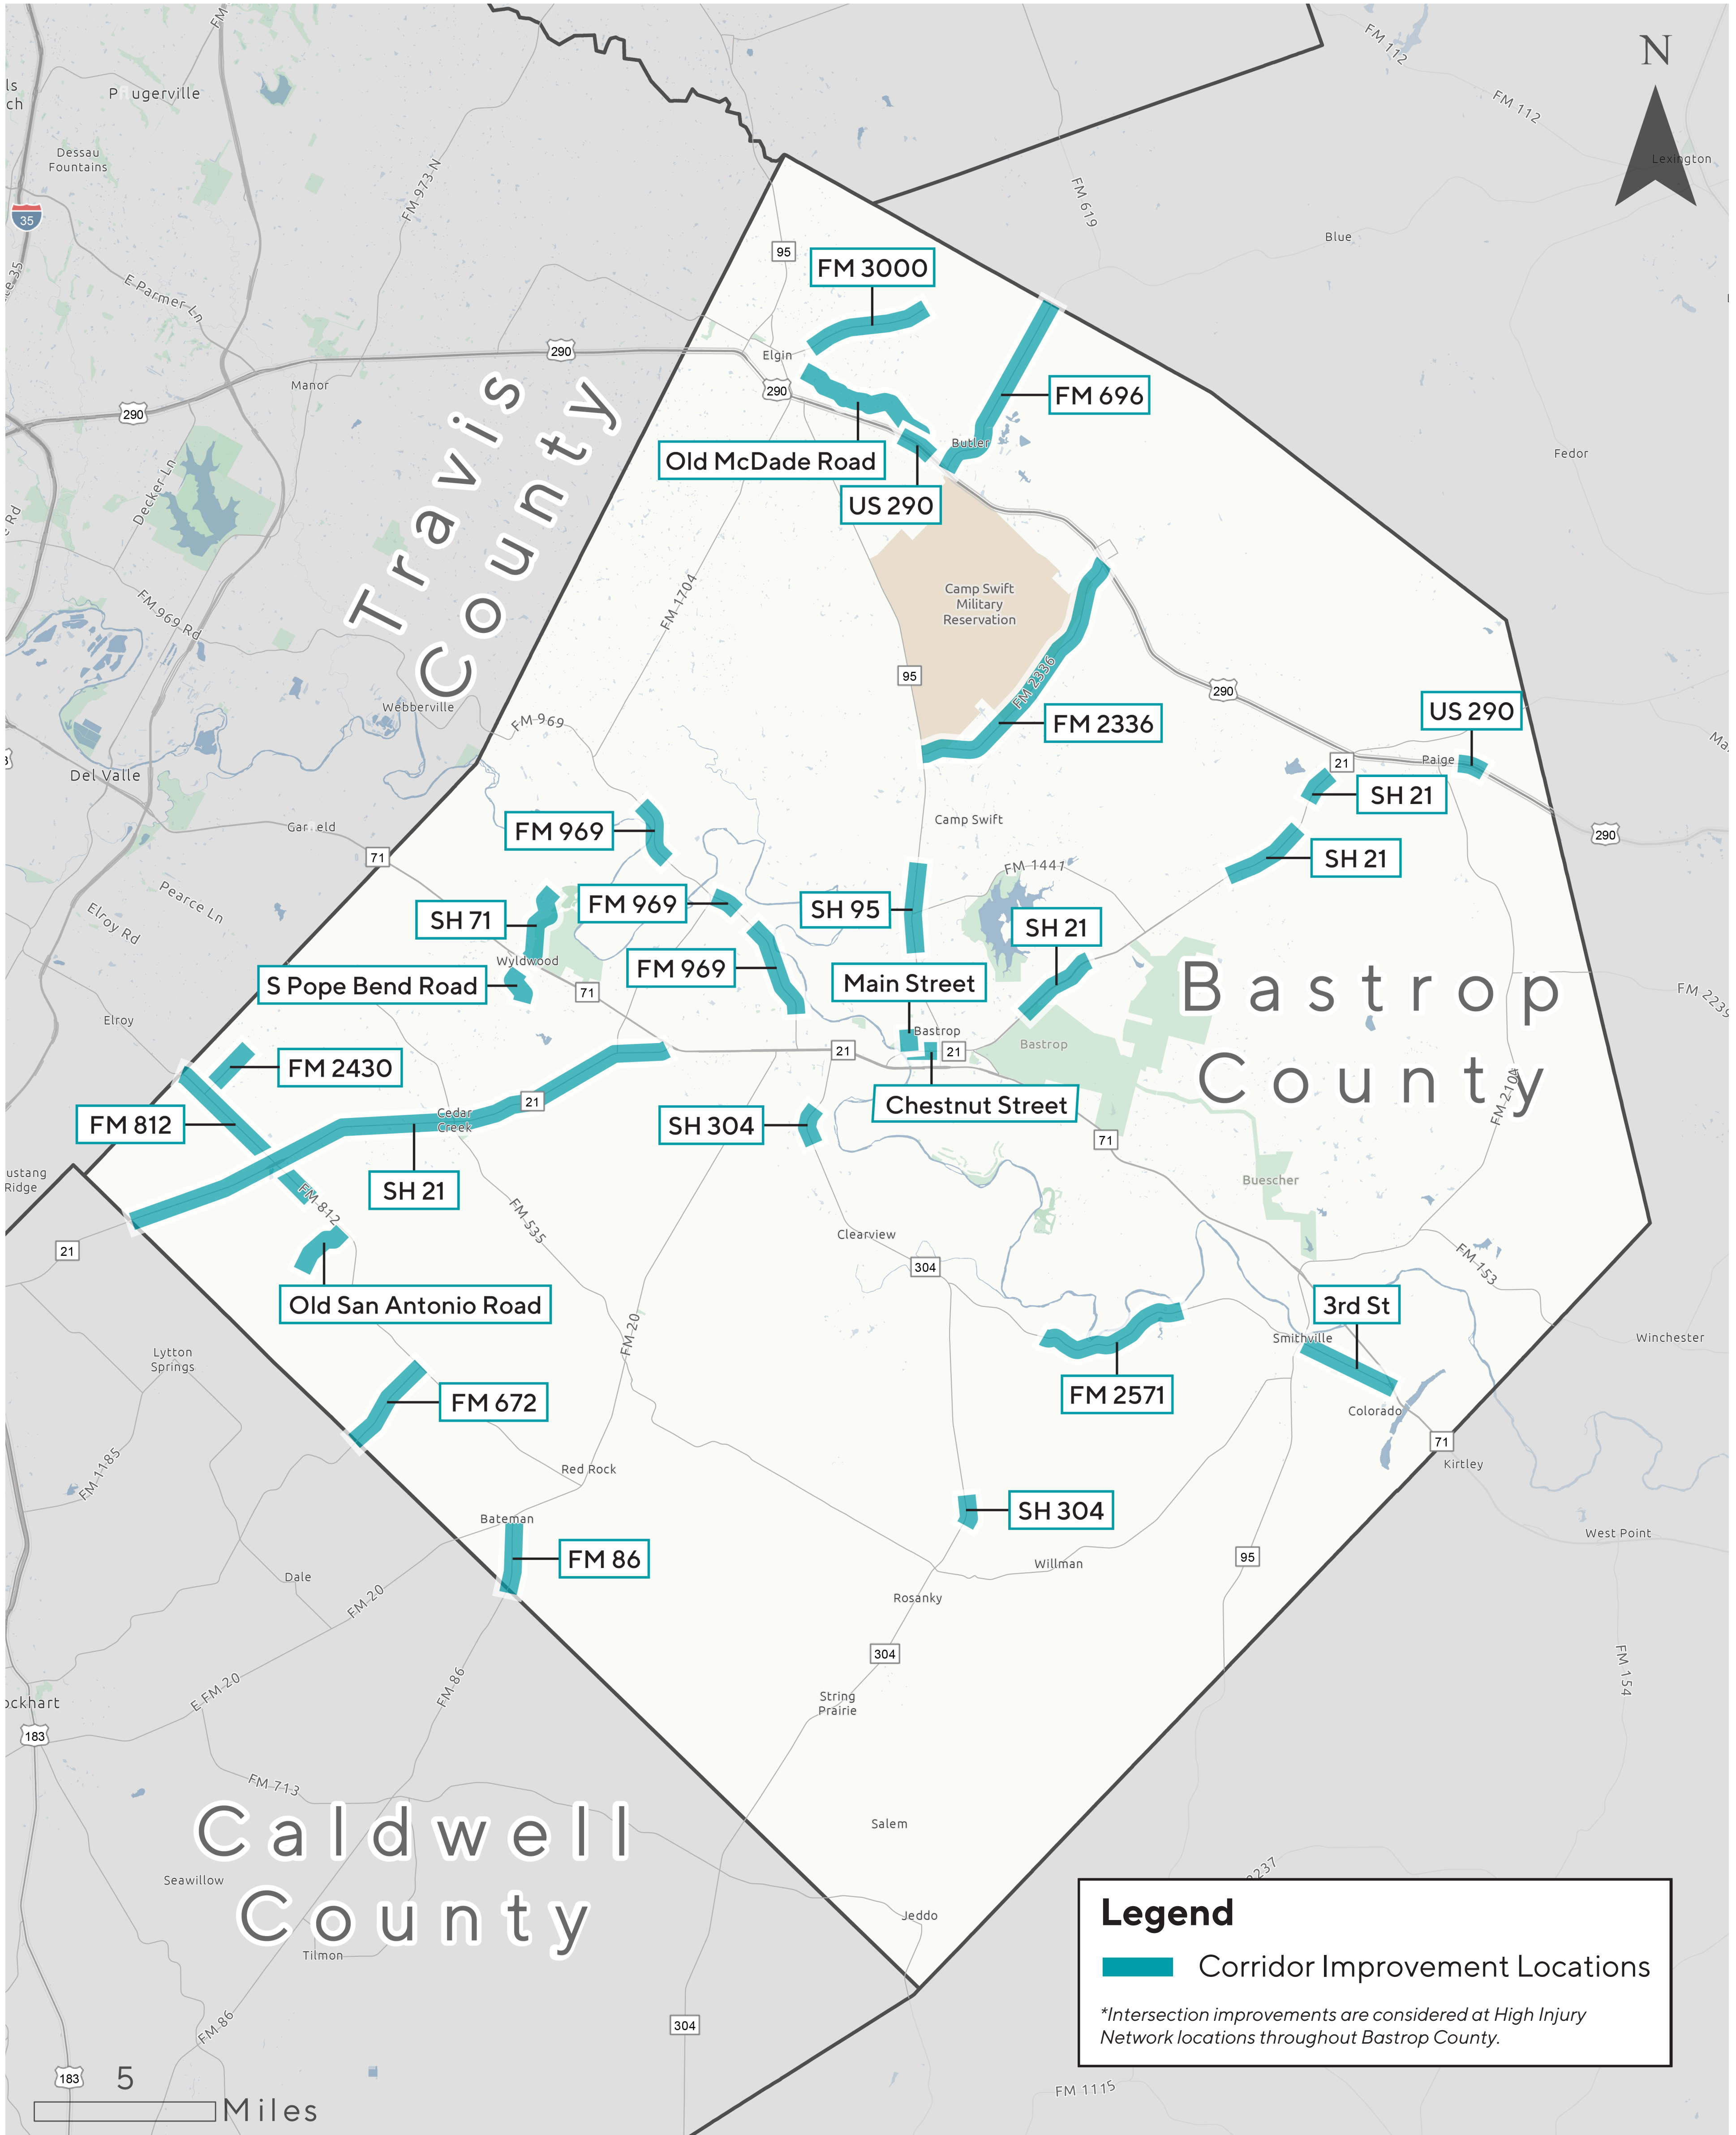 N
FM 112
FM 112
Lexington
Dessau
Fountains
FM 973-N
35
FM 619
Blue
95
FM 3000
E Parmer Ln
290
Elgin
Manor
290
290
FM 696
Travis
County
Butler
Old McDade Road
US 290
Decker Ln
Fedor
Camp Swift
Military
Reservation
FM 969 Rd
FM 1704
95
FM 2336
FM 2336
290
US 290
Webberville
FM 969
Del Valle
21
Paige
SH 21
Camp Swift
FM 969
290
71
SH 21
FM 1441
Pearce Ln
Elroy Rd
FM 969
SH 95
SH 71
SH 21
Wyldwood
FM 969
Main Street
S Pope Bend Road
71
Bastrop
County
FM 2239
Elroy
Bastrop
21
21
Bastrop
FM 2430
FM 812
21
Cedar
Creek
Chestnut Street
SH 304
71
FM 2104
SH 21
Buescher
Ridge
FM 812
FM 535
Clearview
21
304
FM 153
Old San Antonio Road
3rd St
Smithville
Winchester
FM 20
Lytton
Springs
FM 672
FM 2571
Colorado
71
Kirtley
FM 1185
Red Rock
SH 304
Bateman
West Point
FM 86
95
Willman
Dale
FM 20
Rosanky
304
FM 154
E FM 20
FM 86
String
Prairie
183
FM 713
Caldwell
County
Salem
Seawillow
Jeddo
Tilmon
Legend
Corridor Improvement Locations
*Intersection improvements are considered at High Injury
Network locations throughout Bastrop County.
304
FM 86
183
5
Miles
FM 1115